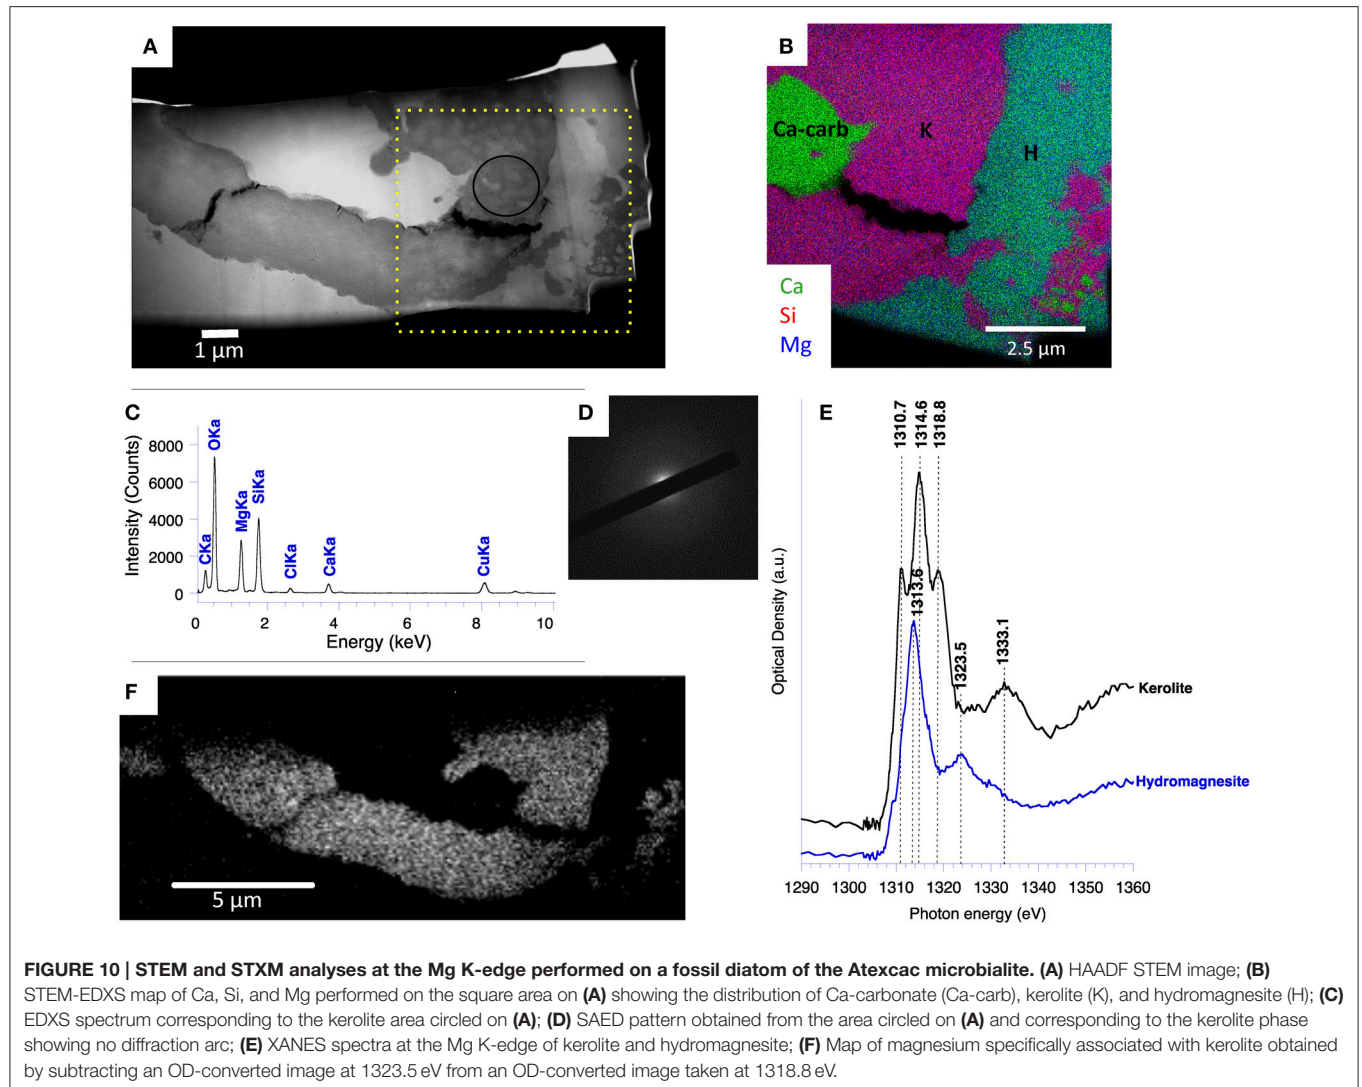 A
1 µm
B
Ca-carb
K
H
Ca
Si
Mg
2.5 µm
C
Intensity (Counts)
8000
6000
4000
2000
0
CKa
OKa
MgKa
SiKa
ClKa
CaKa
CuKa
0 2 4 6 8 10
Energy (keV)
D
E
1310.7
1314.6
1318.8
1313.6
1323.5
1333.1
Optical Density (a.u.)
Kerolite
Hydromagnesite
1290 1300 1310 1320 1330 1340 1350 1360
Photon energy (eV)
F
5 µm
FIGURE 10 | STEM and STXM analyses at the Mg K-edge performed on a fossil diatom of the Atexcac microbialite. (A) HAADF STEM image; (B)
STEM-EDXS map of Ca, Si, and Mg performed on the square area on (A) showing the distribution of Ca-carbonate (Ca-carb), kerolite (K), and hydromagnesite (H); (C)
EDXS spectrum corresponding to the kerolite area circled on (A); (D) SAED pattern obtained from the area circled on (A) and corresponding to the kerolite phase
showing no diffraction arc; (E) XANES spectra at the Mg K-edge of kerolite and hydromagnesite; (F) Map of magnesium specifically associated with kerolite obtained
by subtracting an OD-converted image at 1323.5 eV from an OD-converted image taken at 1318.8 eV.